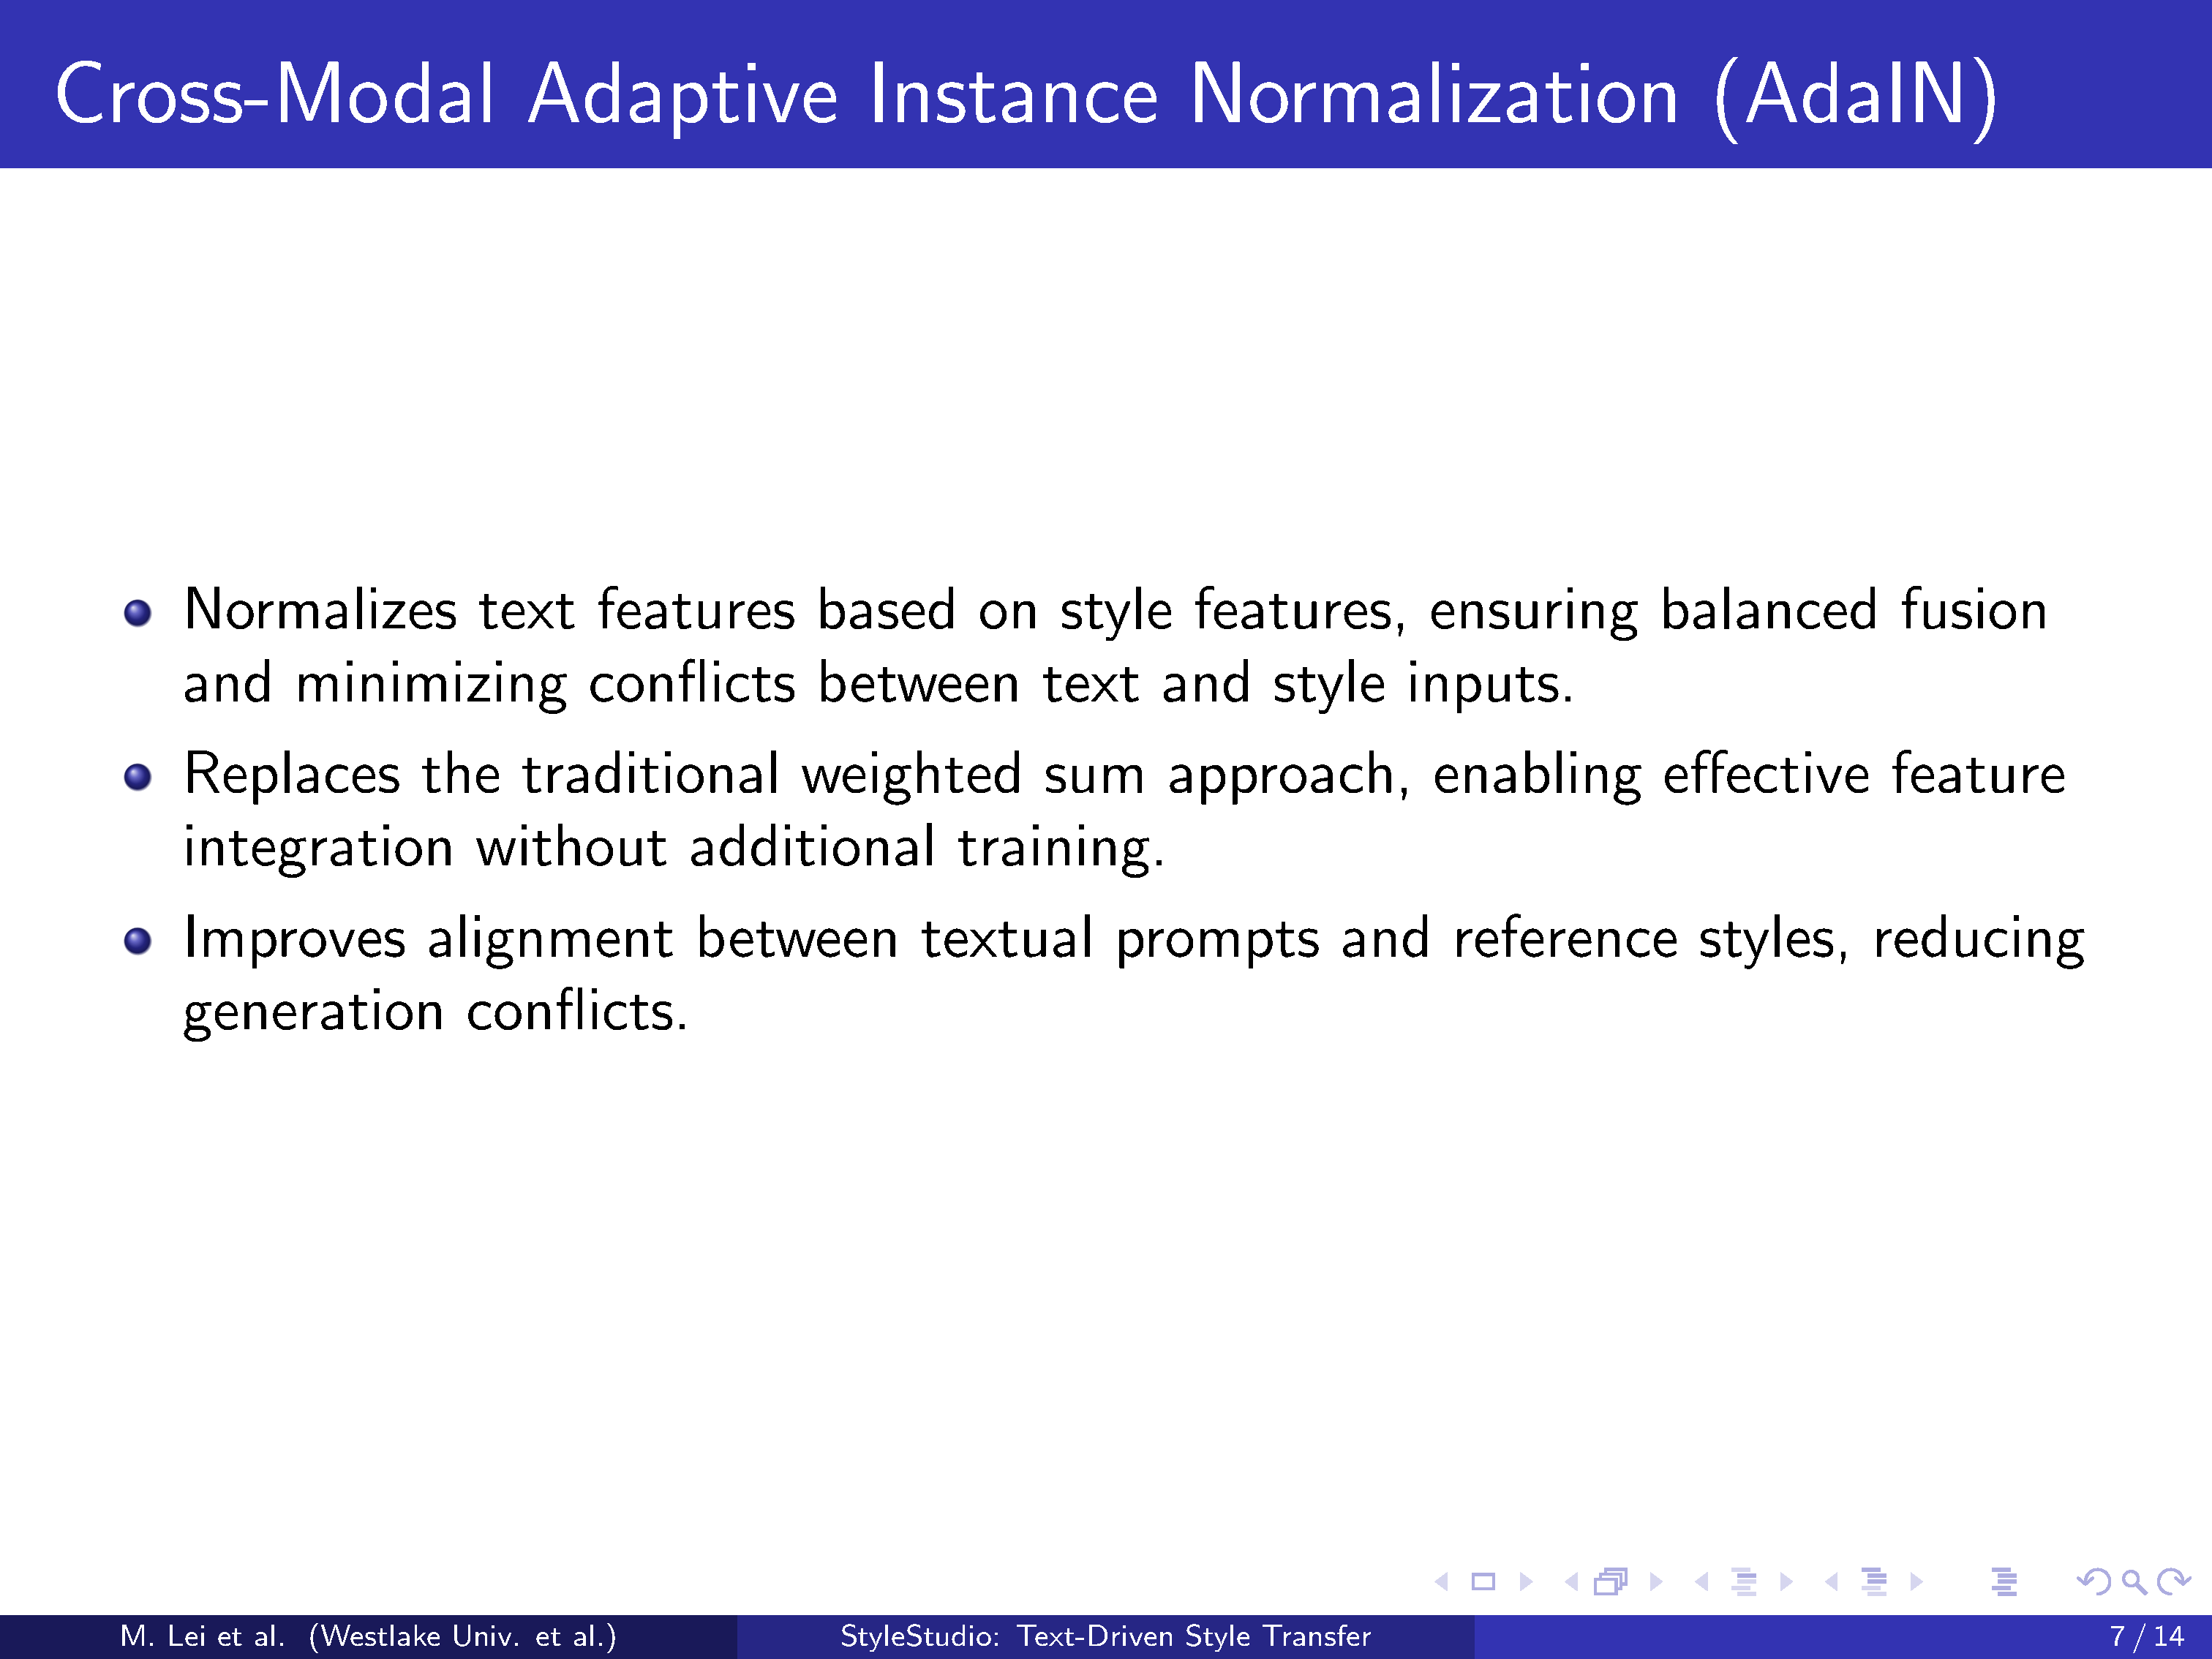 Cross-Modal Adaptive Instance Normalization (AdaIN)
Normalizes text features based on style features, ensuring balanced fusion
and minimizing conflicts between text and style inputs.
Replaces the traditional weighted sum approach, enabling effective feature
integration without additional training.
Improves alignment between textual prompts and reference styles, reducing
generation conflicts.
M. Lei et al. (Westlake Univ. et al.) StyleStudio: Text-Driven Style Transfer 7 / 14